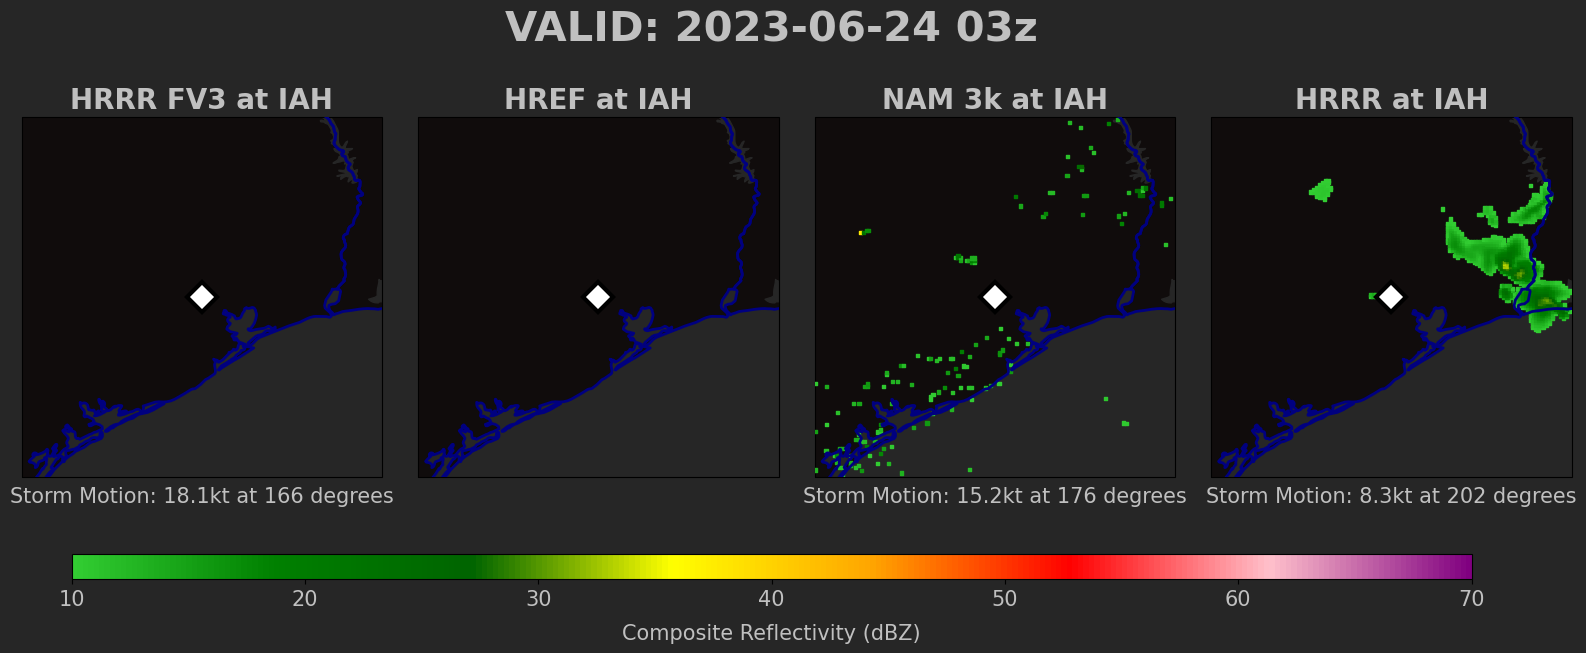 VALID: 2023-06-24 03z
HRRR FV3 at IAH
HREF at IAH
NAM 3k at IAH
HRRR at IAH
Storm Motion: 18.1kt at 166 degrees
Storm Motion: 15.2kt at 176 degrees
Storm Motion: 8.3kt at 202 degrees
10 20 30 40 50 60 70
Composite Reflectivity (dBZ)